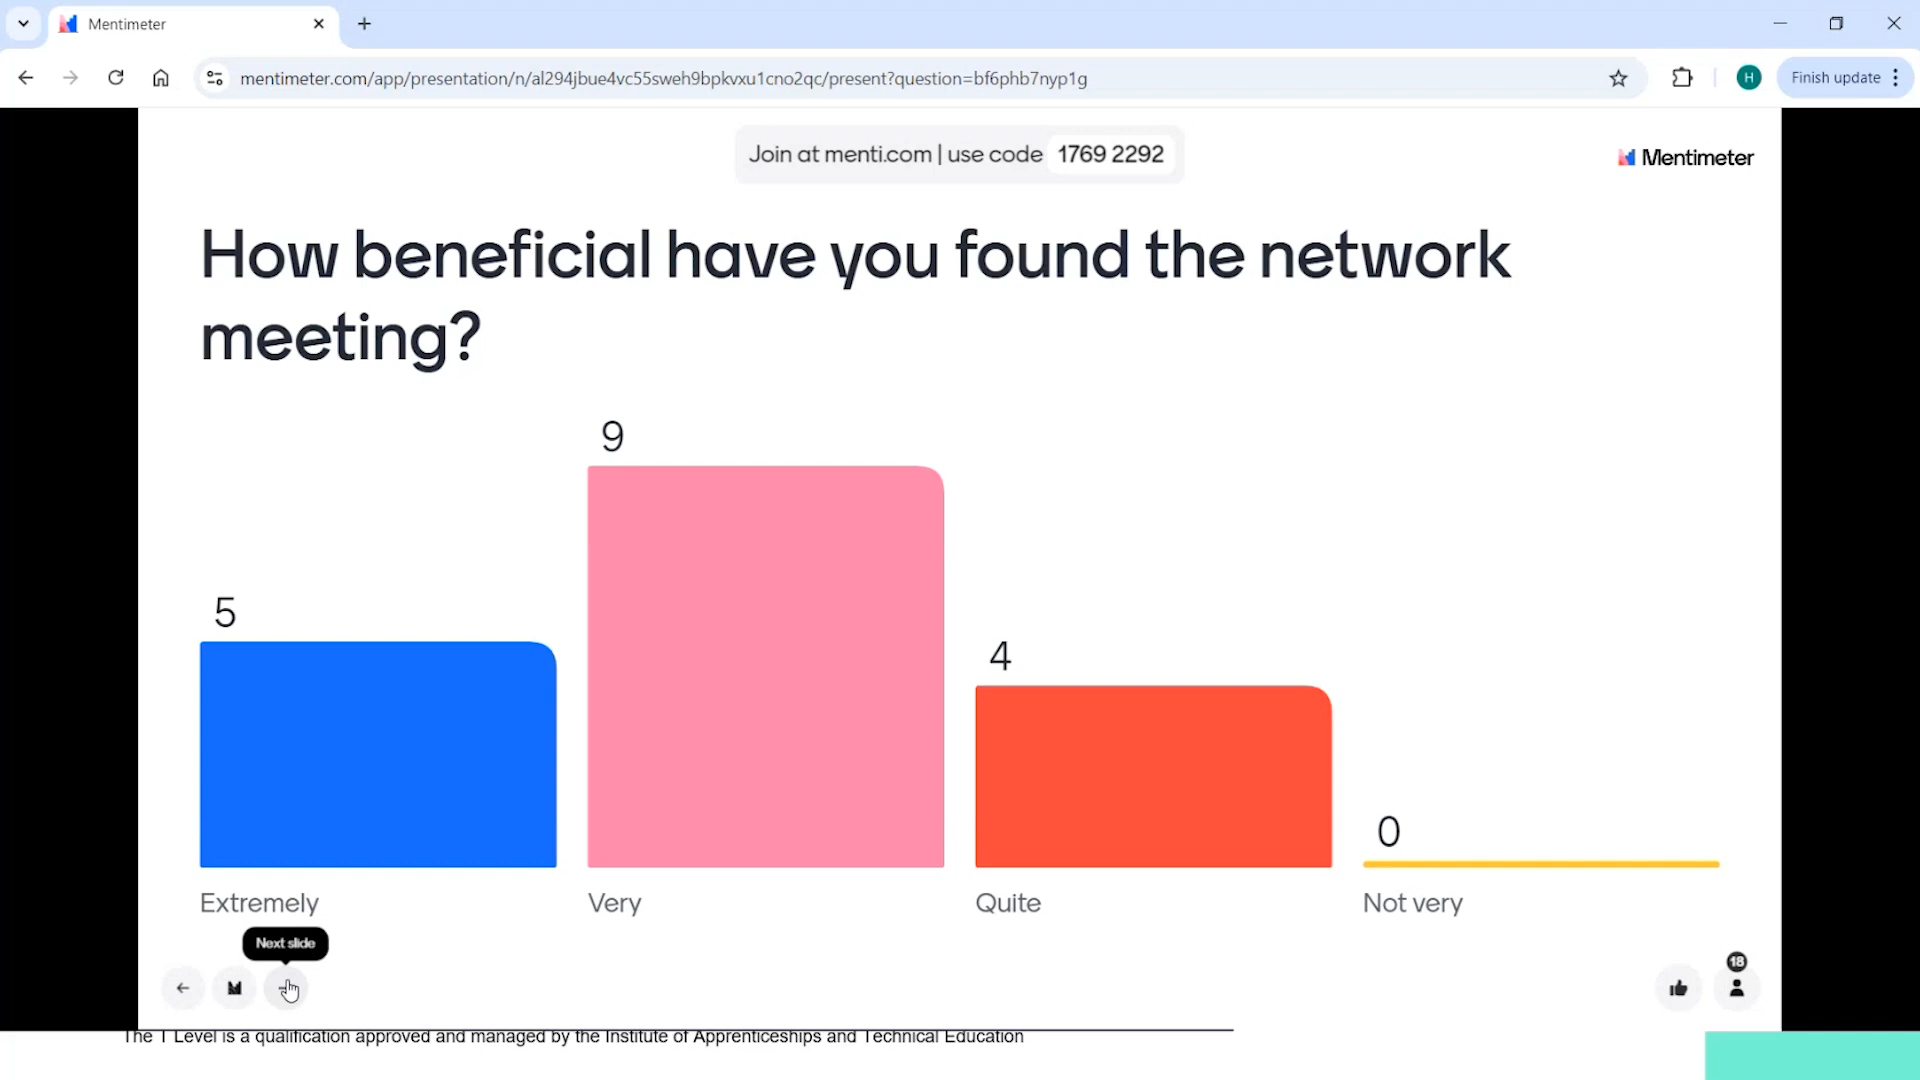 Mentimeter
mentimeter.com/app/presentation/n/al294jbue4vc55sweh9bpkvxu1cno2qc/present?question=bf6phb7nyp1g
H
Finish update
Join at menti.com | use code 1769 2292
Mentimeter
How beneficial have you found the network
meeting?
9
5
4
0
Extremely
Very
Quite
Not very
Next slide
18
The T Level is a qualification approved and managed by the Institute of Apprenticeships and Technical Education